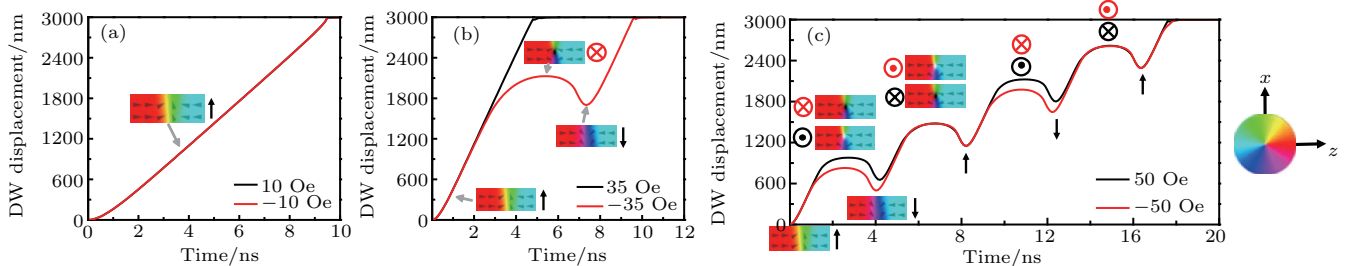 (a)
DW displacement/nm
3000
2400
1800
1200
600
0
10 Oe
−10 Oe
0 2 4 6 8 10
Time/ns
(b)
DW displacement/nm
3000
2400
1800
1200
600
0
35 Oe
−35 Oe
0 2 4 6 8 10 12
Time/ns
(c)
DW displacement/nm
3000
2400
1800
1200
600
0
50 Oe
−50 Oe
4 8 12 16 20
Time/ns
x
z